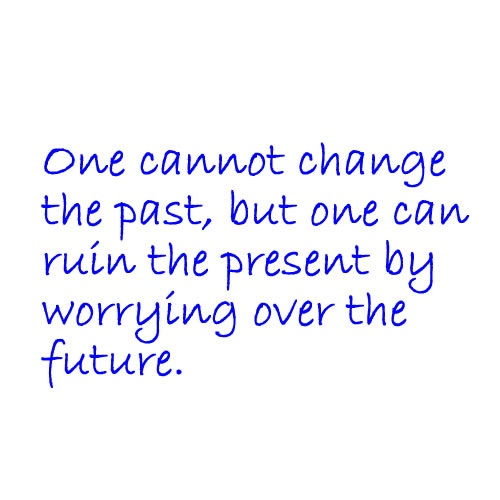 One cannot change
the past, but one can
ruin the present by
worrying over the
future.